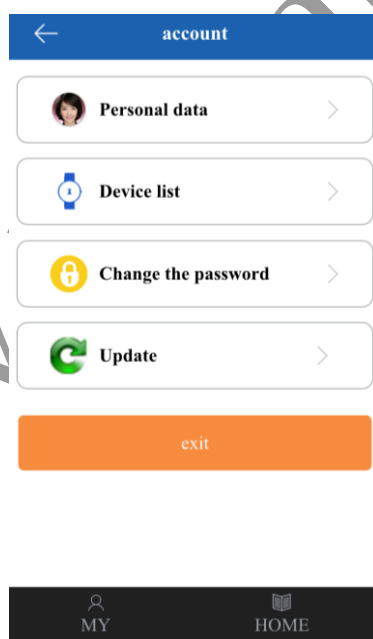 account
Personal data
Device list
Change the password
Update
exit
MY
HOME